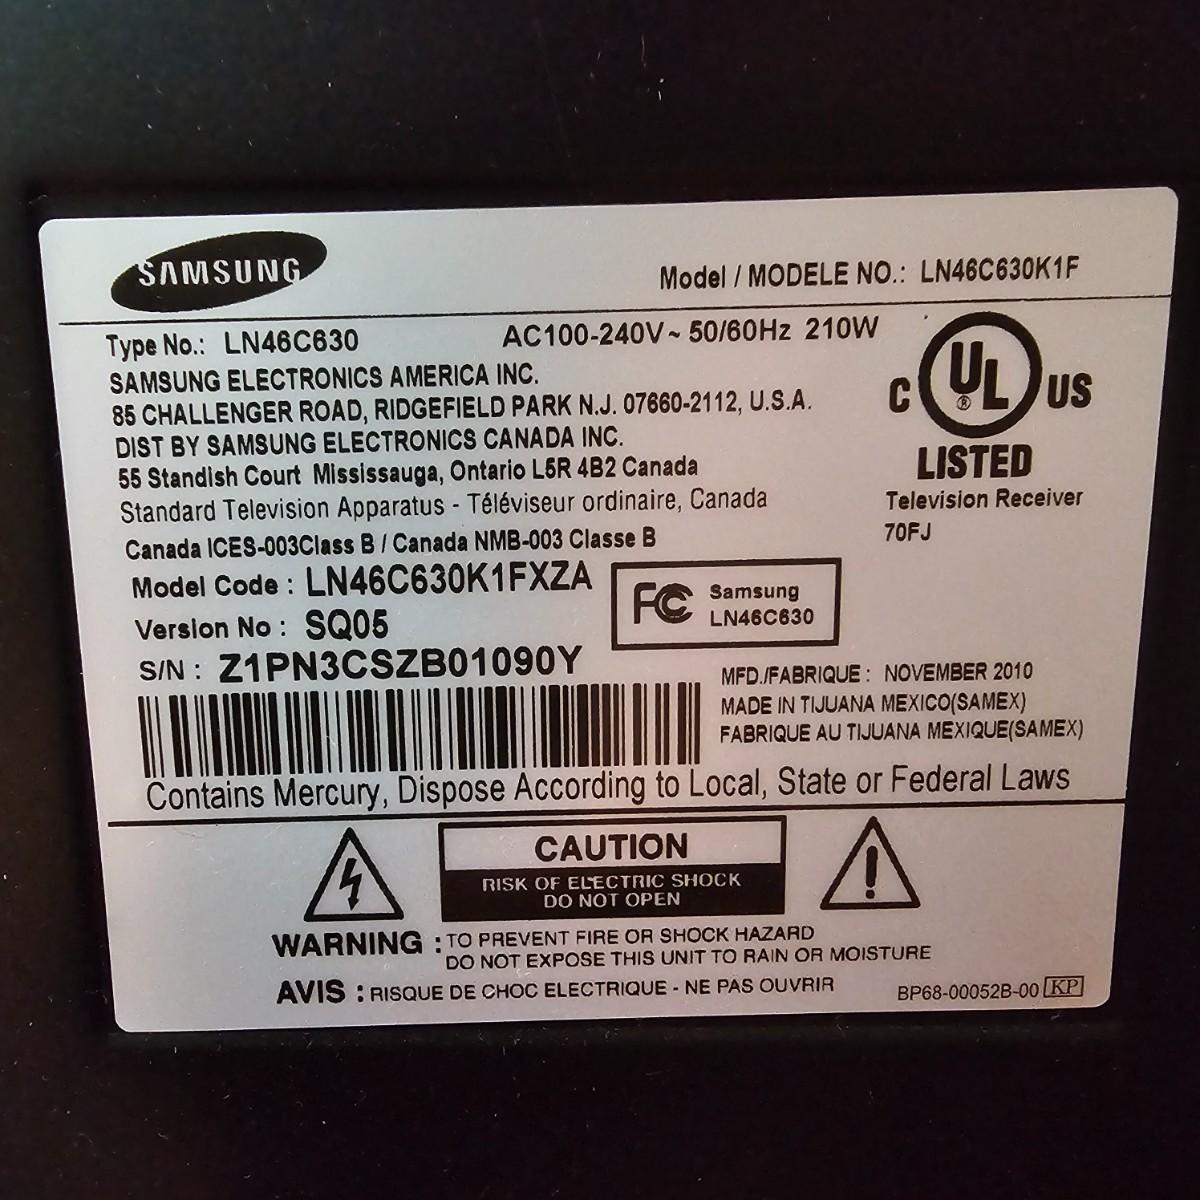 SAMSUNG
Model / MODELE NO.: LN46C630K1F
Type No.: LN46C630 AC100-240V~ 50/60Hz 210W
SAMSUNG ELECTRONICS AMERICA INC.
85 CHALLENGER ROAD, RIDGEFIELD PARK N.J. 07660-2112, U.S.A.
DIST BY SAMSUNG ELECTRONICS CANADA INC.
55 Standish Court Mississauga, Ontario L5R 4B2 Canada
Standard Television Apparatus - Téléviseur ordinaire, Canada
Canada ICES-003Class B / Canada NMB-003 Classe B
C UL ® US
LISTED
Television Receiver
70FJ
Model Code : LN46C630K1FXZA
Version No : SQ05
S/N : Z1PN3CSZB01090Y
FC Samsung
LN46C630
MFD./FABRIQUE : NOVEMBER 2010
MADE IN TIJUANA MEXICO(SAMEX)
FABRIQUE AU TIJUANA MEXIQUE(SAMEX)
Contains Mercury, Dispose According to Local, State or Federal Laws
CAUTION
RISK OF ELECTRIC SHOCK
DO NOT OPEN
!
WARNING : TO PREVENT FIRE OR SHOCK HAZARD
DO NOT EXPOSE THIS UNIT TO RAIN OR MOISTURE
AVIS : RISQUE DE CHOC ELECTRIQUE - NE PAS OUVRIR
BP68-00052B-00 KP